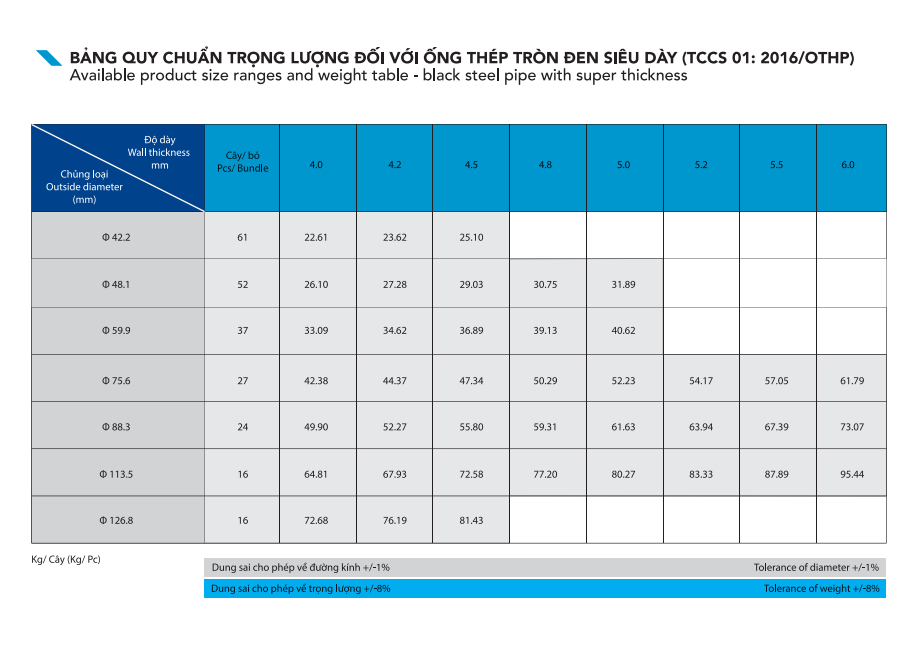 BẢNG QUY CHUẨN TRỌNG LƯỢNG ĐỐI VỚI ỐNG THÉP TRÒN ĐEN SIÊU DÀY (TCCS 01: 2016/OTHP)
Available product size ranges and weight table - black steel pipe with super thickness
Độ dày
Wall thickness
mm
Chủng loại
Outside diameter
(mm)
Cây/ bó
Pcs/ Bundle
4.0 4.2 4.5 4.8 5.0 5.2 5.5 6.0
Φ 42.2 61 22.61 23.62 25.10
Φ 48.1 52 26.10 27.28 29.03 30.75 31.89
Φ 59.9 37 33.09 34.62 36.89 39.13 40.62
Φ 75.6 27 42.38 44.37 47.34 50.29 52.23 54.17 57.05 61.79
Φ 88.3 24 49.90 52.27 55.80 59.31 61.63 63.94 67.39 73.07
Φ 113.5 16 64.81 67.93 72.58 77.20 80.27 83.33 87.89 95.44
Φ 126.8 16 72.68 76.19 81.43
Kg/ Cây (Kg/ Pc)
Dung sai cho phép về đường kính +/-1% Tolerance of diameter +/-1%
Dung sai cho phép về trọng lượng +/-8% Tolerance of weight +/-8%